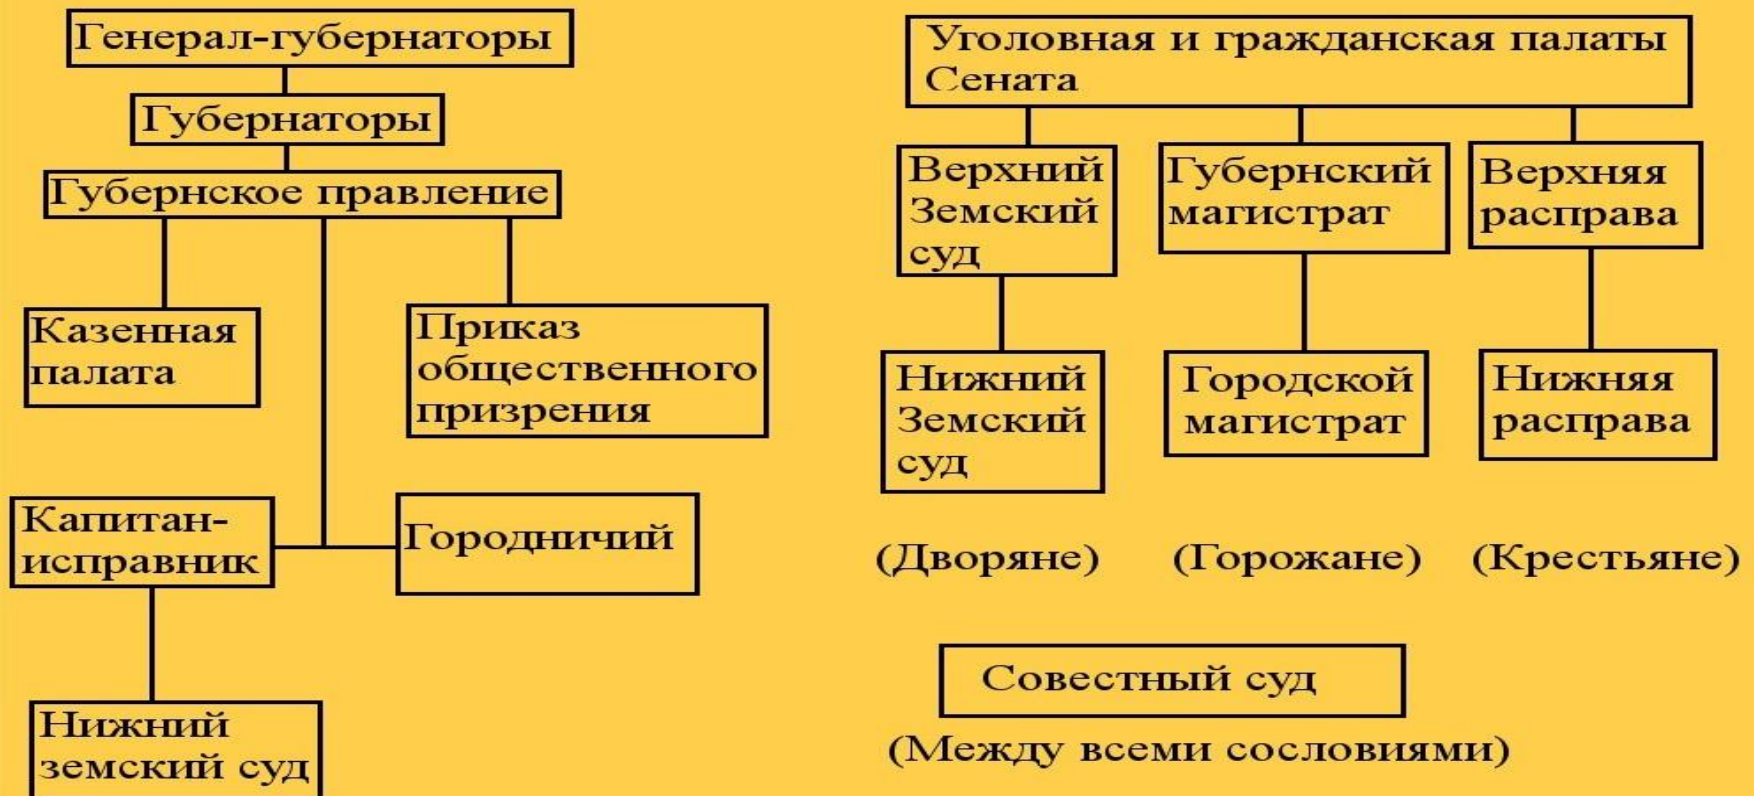 Генерал-губернаторы
Губернаторы
Губернское правление
Казенная
палата
Приказ
общественного
призрения
Капитан-
исправник
Городничий
Нижний
земский суд
Уголовная и гражданская палаты
Сената
Верхний
Земский
суд
Губернский
магистрат
Верхняя
расправа
Нижний
Земский
суд
Городской
магистрат
Нижняя
расправа
(Дворяне)
(Горожане)
(Крестьяне)
Совестный суд
(Между всеми сословиями)